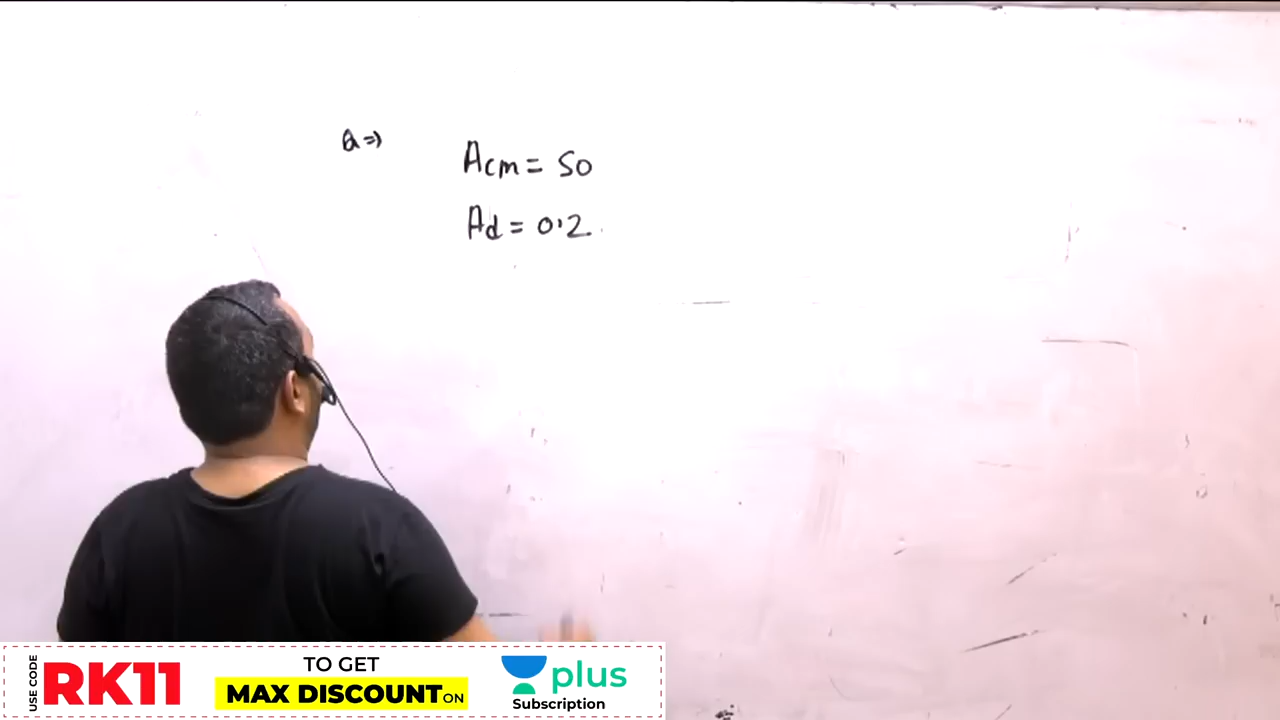 Q ⇒
Acm = 50
Ad = 0.2
USE CODE
RK11
TO GET
MAX DISCOUNT ON
plus
Subscription